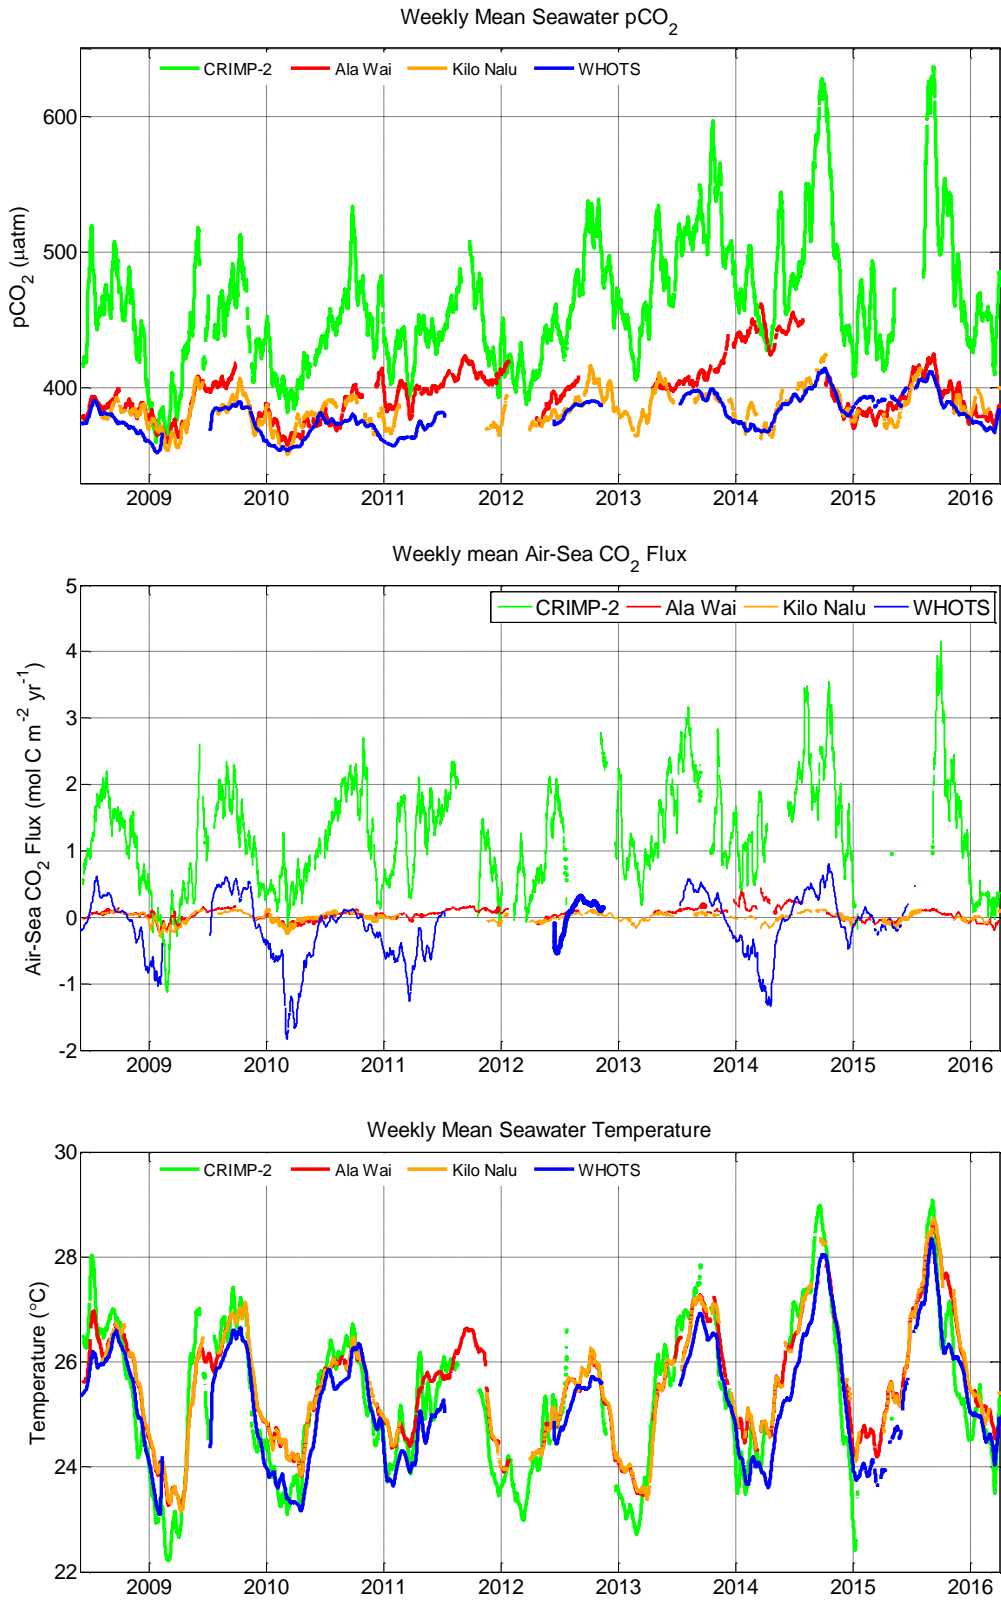 Weekly Mean Seawater pCO2
CRIMP-2 Ala Wai Kilo Nalu WHOTS
pCO2 (μatm)
600
500
400
2009 2010 2011 2012 2013 2014 2015 2016
Weekly mean Air-Sea CO2 Flux
CRIMP-2 Ala Wai Kilo Nalu WHOTS
Air-Sea CO2 Flux (mol C m-2 yr-1)
5
4
3
2
1
0
-1
-2
2009 2010 2011 2012 2013 2014 2015 2016
Weekly Mean Seawater Temperature
CRIMP-2 Ala Wai Kilo Nalu WHOTS
Temperature (°C)
30
28
26
24
22
2009 2010 2011 2012 2013 2014 2015 2016